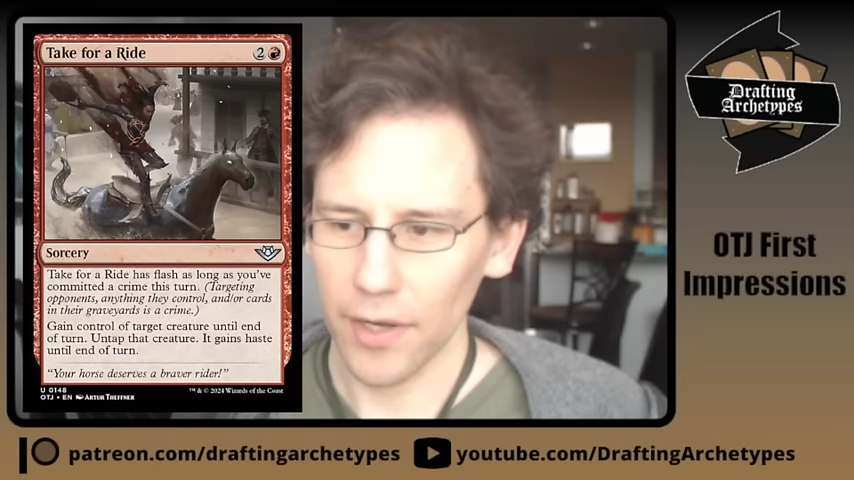 Take for a Ride 2
Sorcery
Take for a Ride has flash as long as you've
committed a crime this turn. (Targeting
opponents, anything they control, and/or cards
in their graveyards is a crime.)
Gain control of target creature until end
of turn. Untap that creature. It gains haste
until end of turn.
"Your horse deserves a braver rider!"
U 0148
OTJ • EN Artur Treffner
™ & © 2024 Wizards of the Coast
Drafting
Archetypes
OTJ First
Impressions
patreon.com/draftingarchetypes
youtube.com/DraftingArchetypes